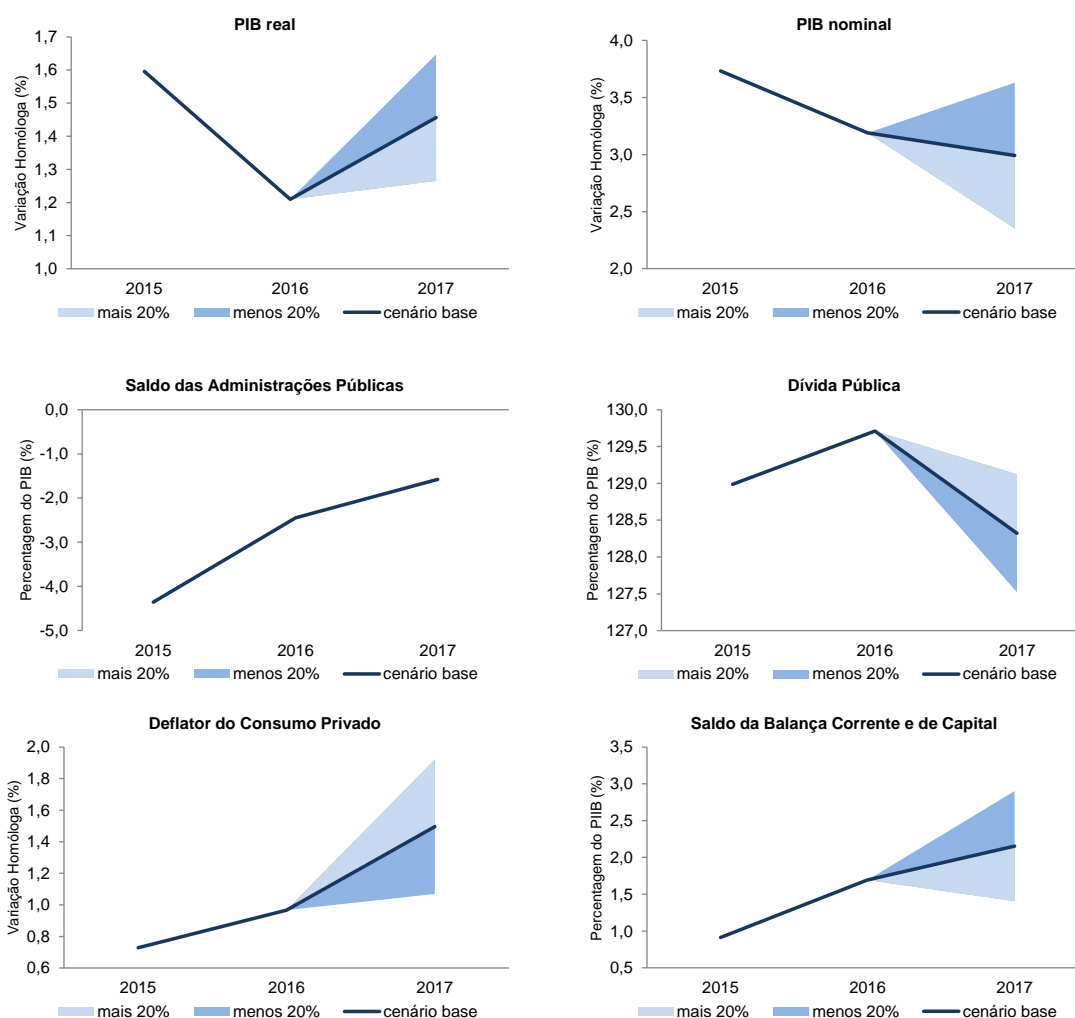 PIB real
Variação Homóloga (%)
1,7
1,6
1,5
1,4
1,3
1,2
1,1
1,0
2015 2016 2017
mais 20% menos 20% cenário base
PIB nominal
Variação Homóloga (%)
4,0
3,5
3,0
2,5
2,0
2015 2016 2017
mais 20% menos 20% cenário base
Saldo das Administrações Públicas
Percentagem do PIB (%)
0,0
-1,0
-2,0
-3,0
-4,0
-5,0
2015 2016 2017
mais 20% menos 20% cenário base
Dívida Pública
Percentagem do PIB (%)
130,0
129,5
129,0
128,5
128,0
127,5
127,0
2015 2016 2017
mais 20% menos 20% cenário base
Deflator do Consumo Privado
Variação Homóloga (%)
2,0
1,8
1,6
1,4
1,2
1,0
0,8
0,6
2015 2016 2017
mais 20% menos 20% cenário base
Saldo da Balança Corrente e de Capital
Percentagem do PIIB (%)
3,5
3,0
2,5
2,0
1,5
1,0
0,5
2015 2016 2017
mais 20% menos 20% cenário base